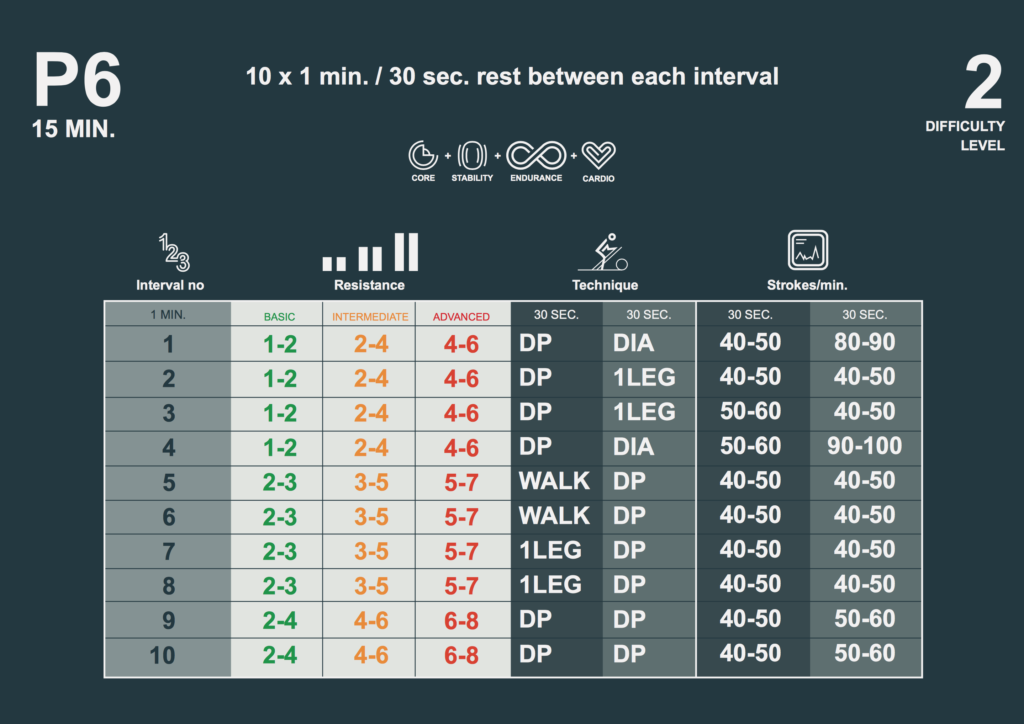 P6
15 MIN.
10 x 1 min. / 30 sec. rest between each interval
2
DIFFICULTY
LEVEL
CORE + STABILITY + ENDURANCE + CARDIO
123
Interval no Resistance Technique Strokes/min.
1 MIN. BASIC INTERMEDIATE ADVANCED 30 SEC. 30 SEC. 30 SEC. 30 SEC.
1 1-2 2-4 4-6 DP DIA 40-50 80-90
2 1-2 2-4 4-6 DP 1LEG 40-50 40-50
3 1-2 2-4 4-6 DP 1LEG 50-60 40-50
4 1-2 2-4 4-6 DP DIA 50-60 90-100
5 2-3 3-5 5-7 WALK DP 40-50 40-50
6 2-3 3-5 5-7 WALK DP 40-50 40-50
7 2-3 3-5 5-7 1LEG DP 40-50 40-50
8 2-3 3-5 5-7 1LEG DP 40-50 40-50
9 2-4 4-6 6-8 DP DP 40-50 50-60
10 2-4 4-6 6-8 DP DP 40-50 50-60